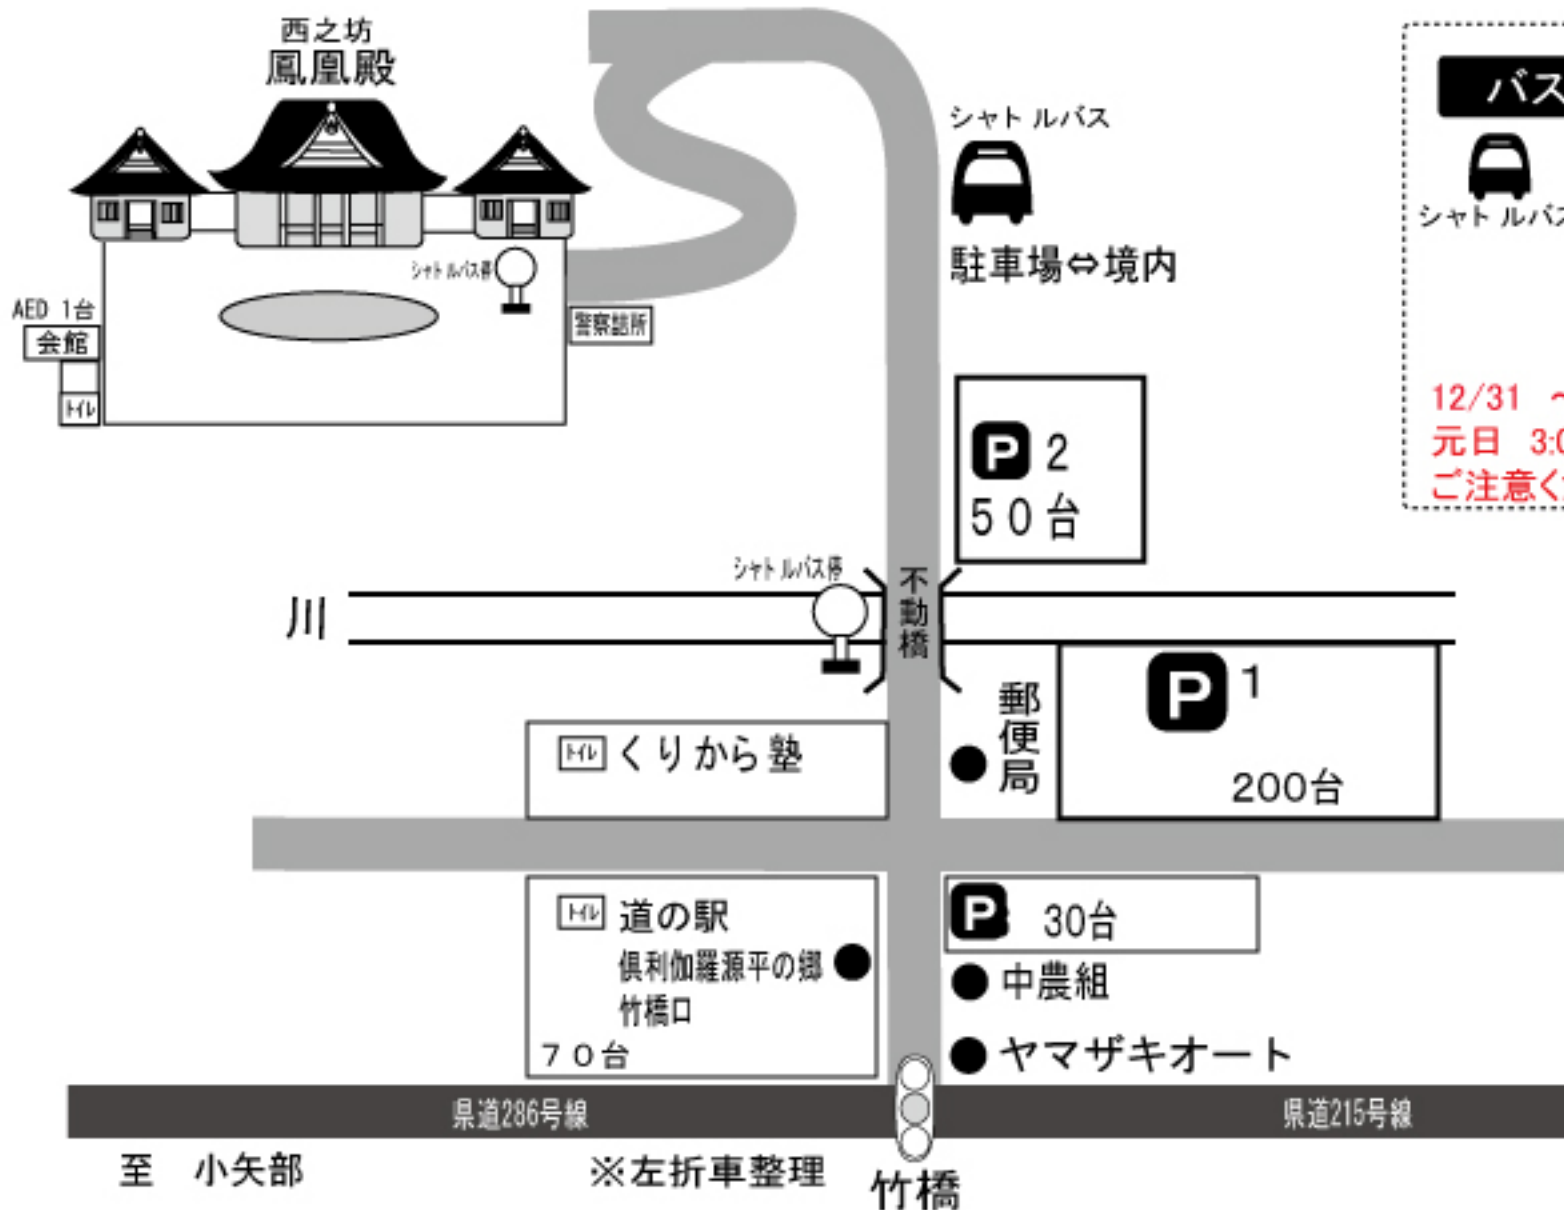 西之坊
鳳凰殿
シャトルバス停
AED 1台
会館
トイレ
警察詰所
シャトルバス
駐車場⇔境内
バス
シャトルバス
12/31 ~
元日 3:0
ご注意く
P 2
50台
シャトルバス停
不動橋
川
P 1
200台
郵便局
トイレ くりから塾
トイレ 道の駅
倶利伽羅源平の郷
竹橋口
70台
P 30台
中農組
ヤマザキオート
県道286号線
県道215号線
至 小矢部
※左折車整理
竹橋